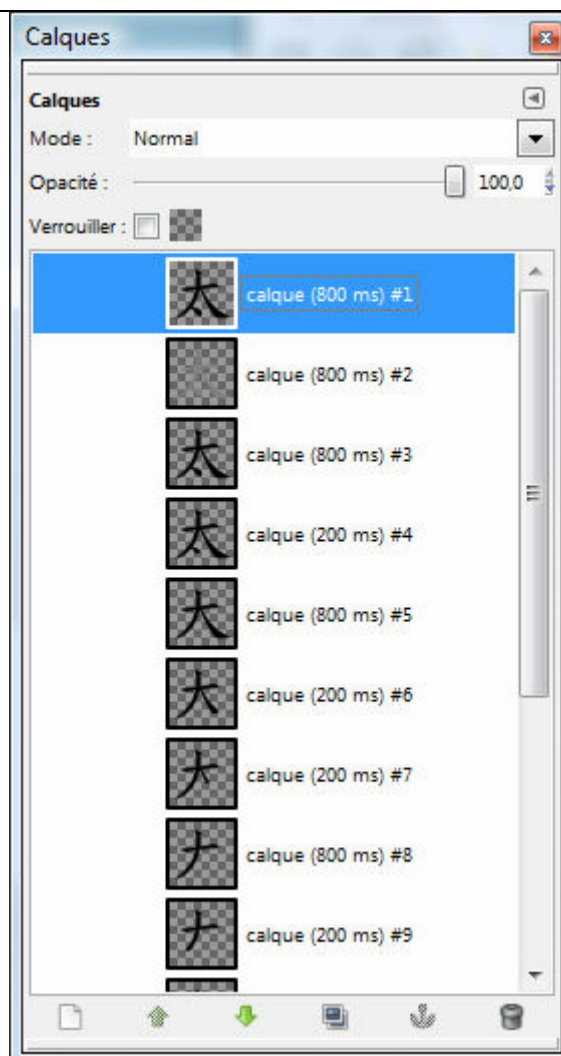 Calques
Calques
Mode : Normal
Opacité : 100,0
Verrouiller :
太 calque (800 ms) #1
calque (800 ms) #2
太 calque (800 ms) #3
太 calque (200 ms) #4
大 calque (800 ms) #5
大 calque (200 ms) #6
calque (200 ms) #7
calque (800 ms) #8
calque (200 ms) #9